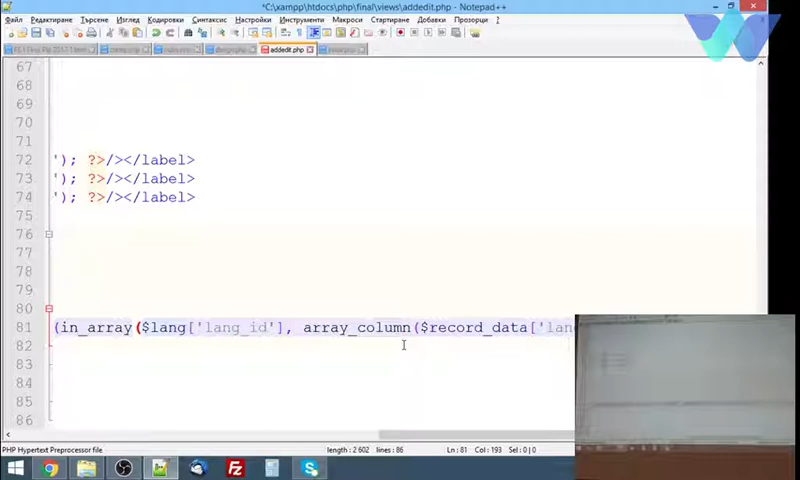 *C:\xampp\htdocs\php\final\views\addedit.php - Notepad++
Файл Редактиране Търсене Изглед Кодировки Синтаксис Настройки Инструменти Макроси Стартиране Добавки Прозорци ?
addedit.php
67
68
69
70
71
72 '); ?>/></label>
73 '); ?>/></label>
74 '); ?>/></label>
75
76
77
78
79
80
81 (in_array($lang['lang_id'], array_column($record_data['lan
82
83
84
85
86
PHP Hypertext Preprocessor file length : 2 602 lines : 86 Ln : 81 Col : 193 Sel : 0 | 0